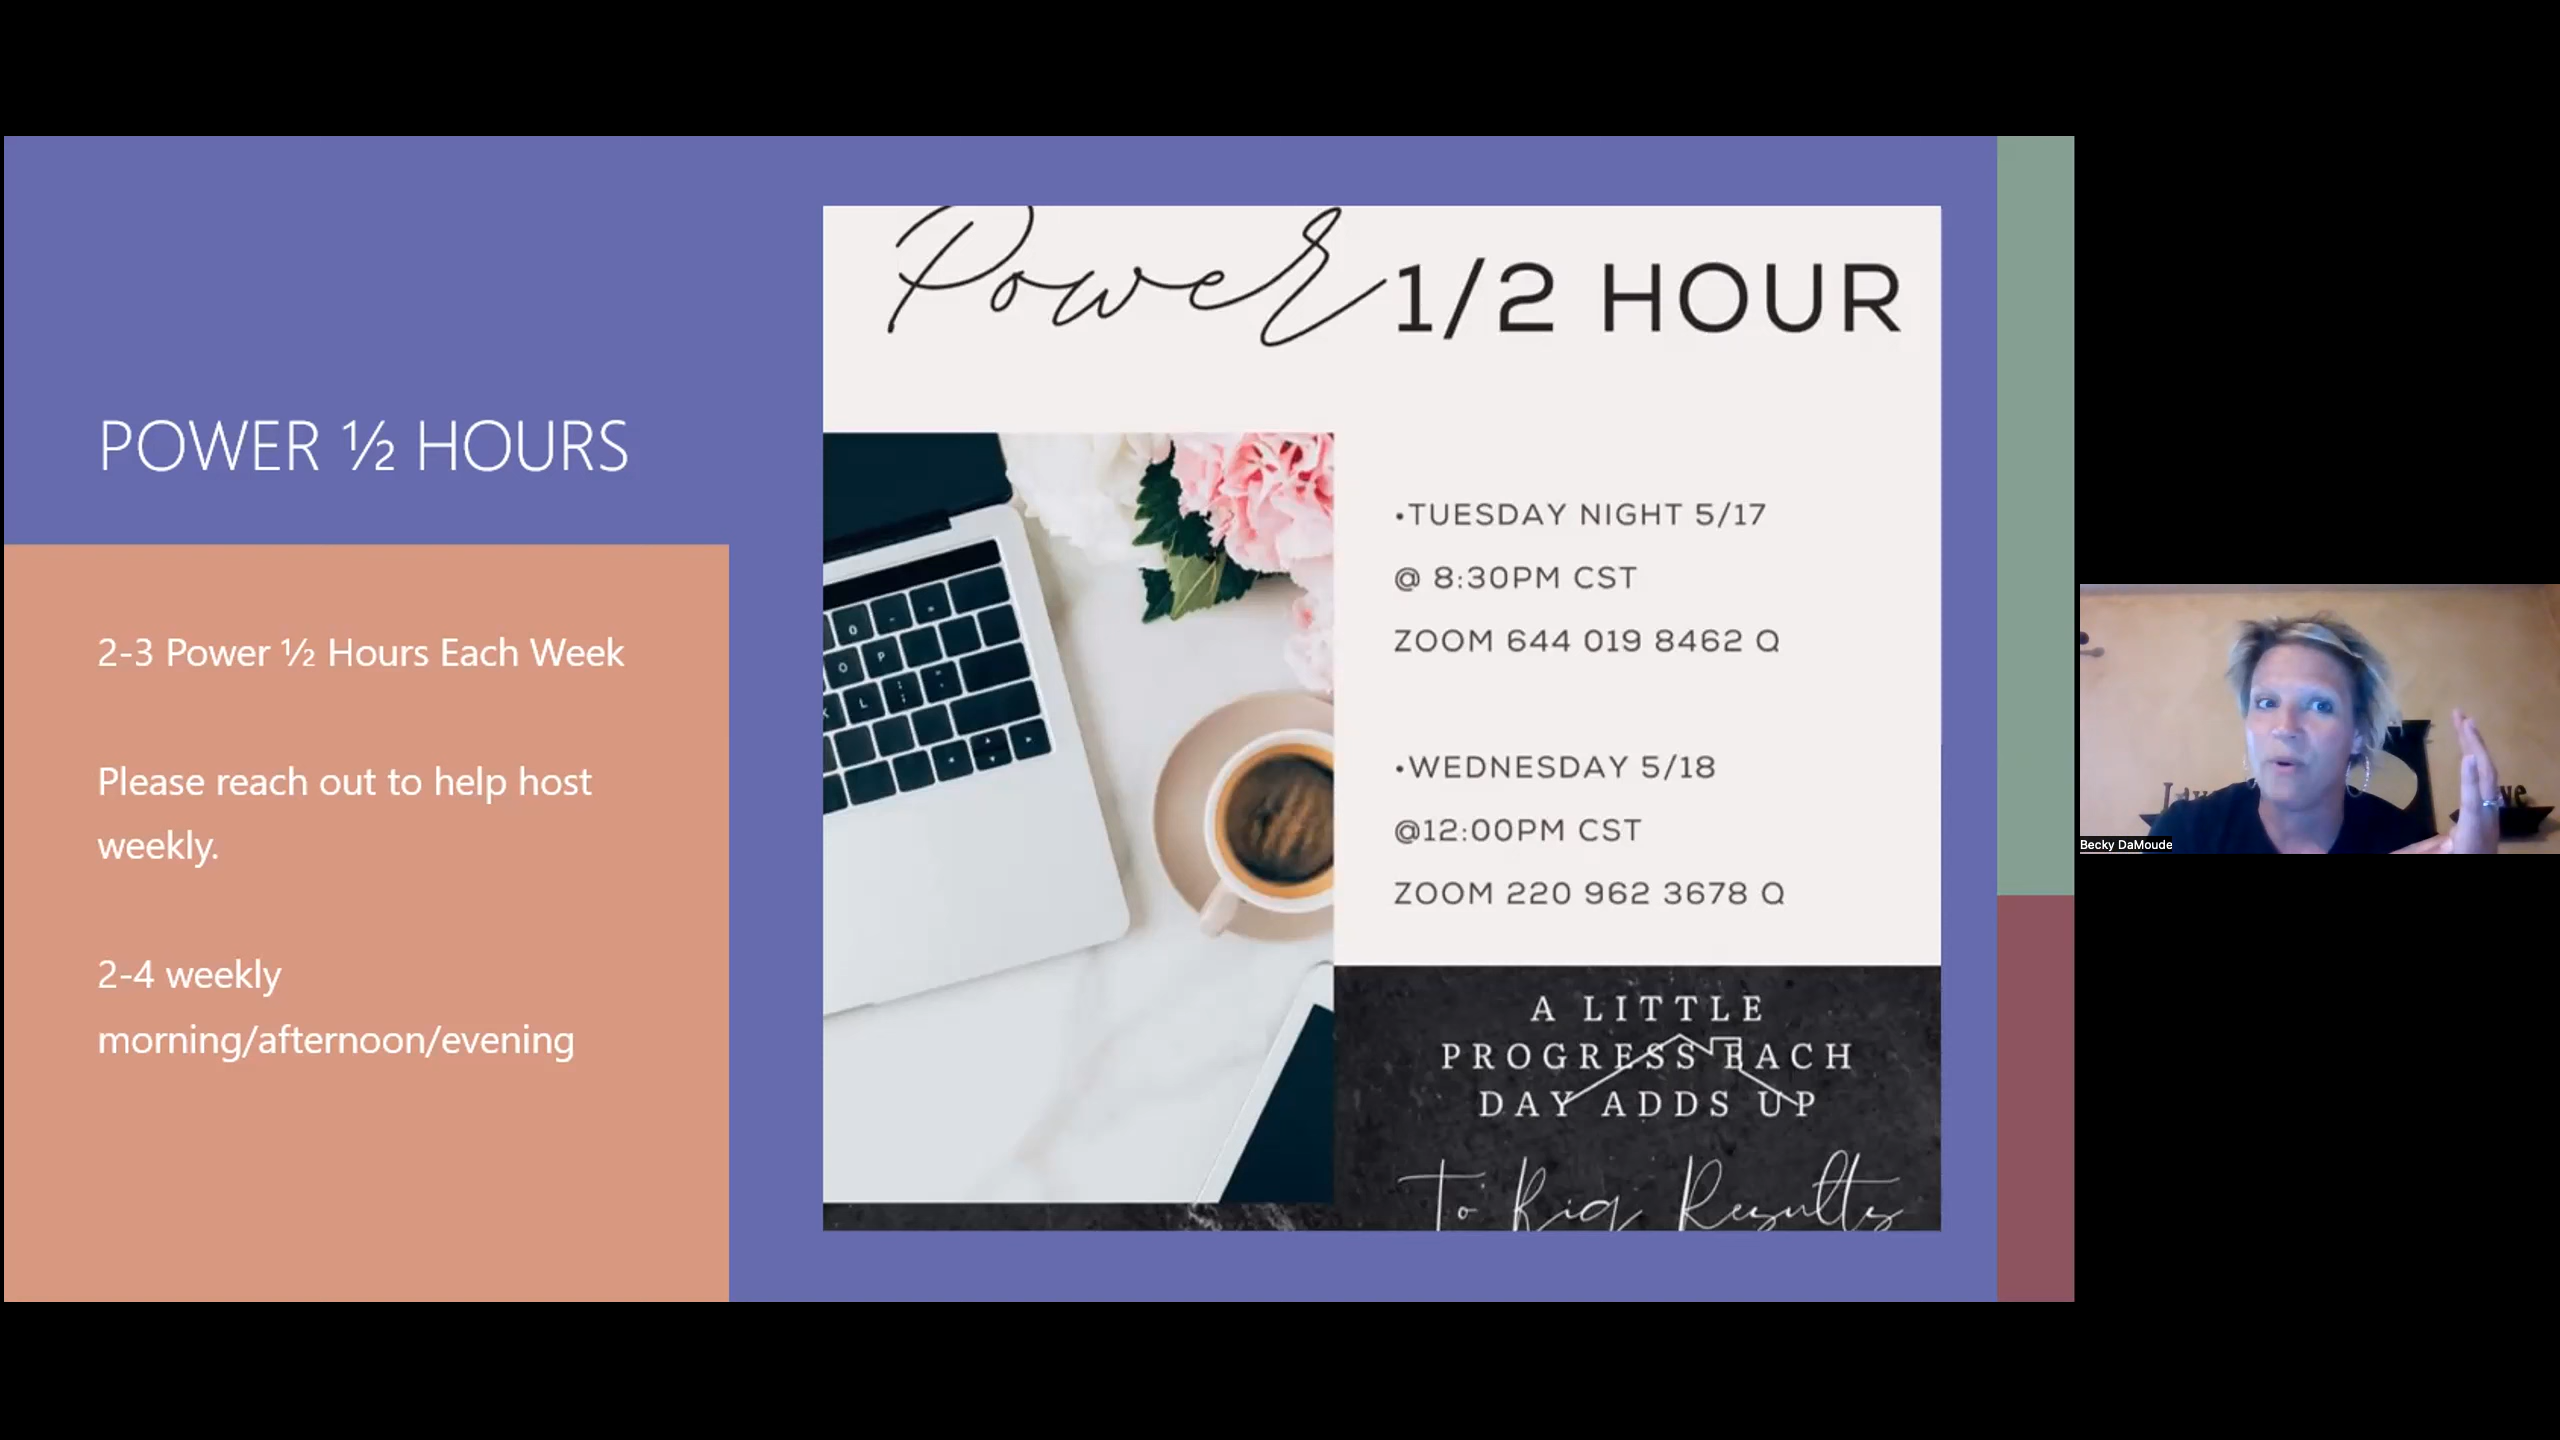 POWER ½ HOURS
2-3 Power ½ Hours Each Week
Please reach out to help host
weekly.
2-4 weekly
morning/afternoon/evening
Power 1/2 HOUR
•TUESDAY NIGHT 5/17
@ 8:30PM CST
ZOOM 644 019 8462 Q
•WEDNESDAY 5/18
@12:00PM CST
ZOOM 220 962 3678 Q
A LITTLE
PROGRESS EACH
DAY ADDS UP
To Big Results
Becky DaMoude